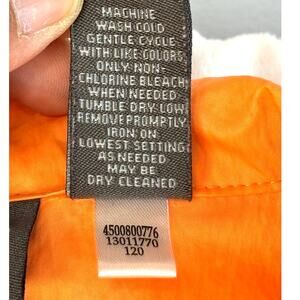 MACHINE
WASH COLD
GENTLE CYCLE
WITH LIKE COLORS
ONLY NON-
CHLORINE BLEACH
WHEN NEEDED
TUMBLE DRY LOW
REMOVE PROMPTLY
IRON ON
LOWEST SETTING
AS NEEDED
MAY BE
DRY CLEANED
4500800776
13011770
120